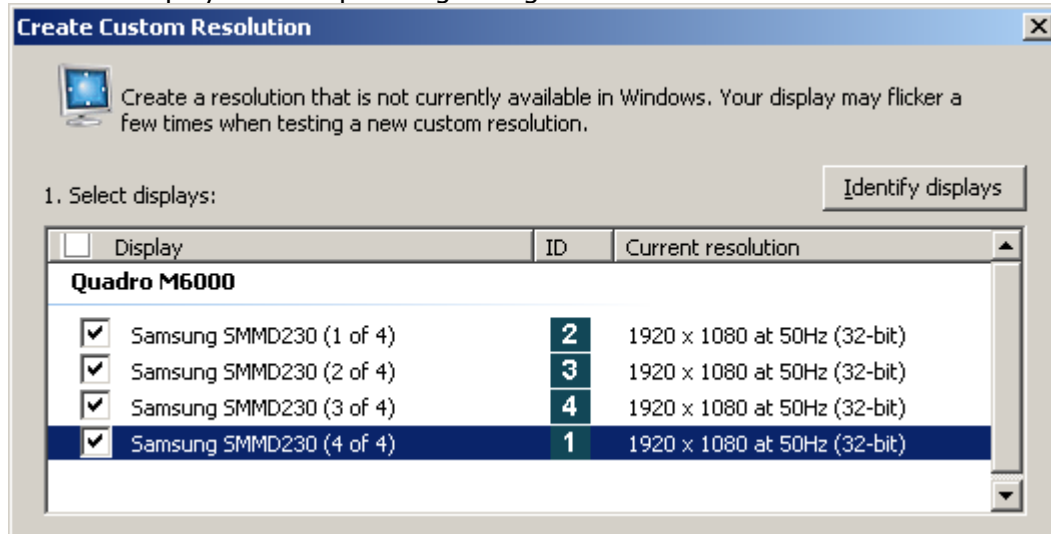 Create Custom Resolution
Create a resolution that is not currently available in Windows. Your display may flicker a
few times when testing a new custom resolution.
Identify displays
1. Select displays:
Display ID Current resolution
Quadro M6000
Samsung SMMD230 (1 of 4) 2 1920 x 1080 at 50Hz (32-bit)
Samsung SMMD230 (2 of 4) 3 1920 x 1080 at 50Hz (32-bit)
Samsung SMMD230 (3 of 4) 4 1920 x 1080 at 50Hz (32-bit)
Samsung SMMD230 (4 of 4) 1 1920 x 1080 at 50Hz (32-bit)